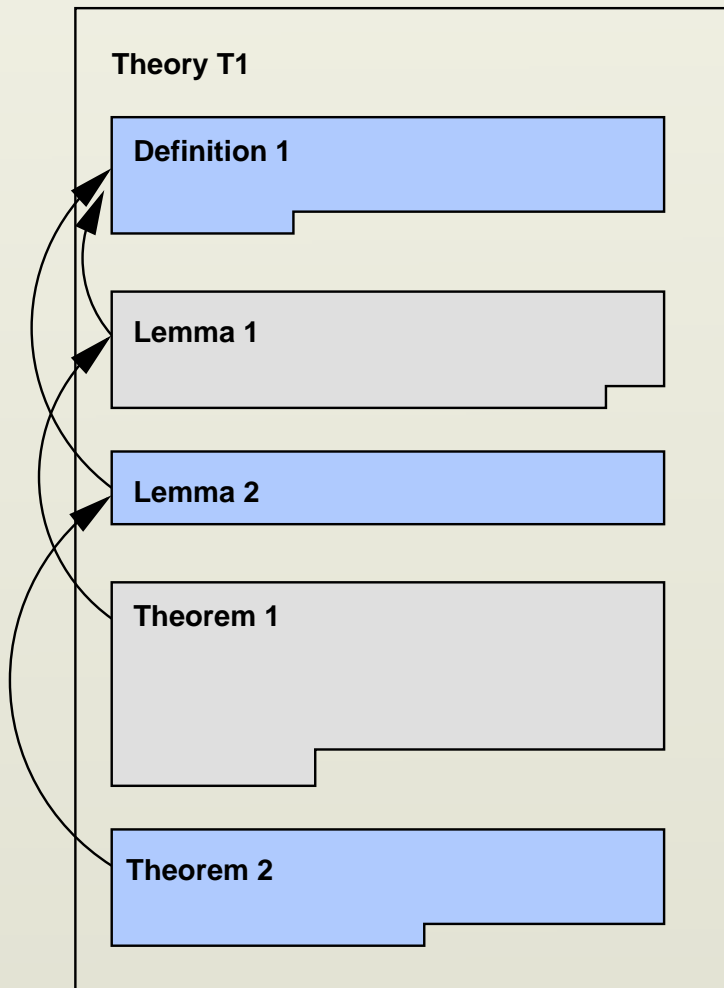 Theory T1
Definition 1
Lemma 1
Lemma 2
Theorem 1
Theorem 2